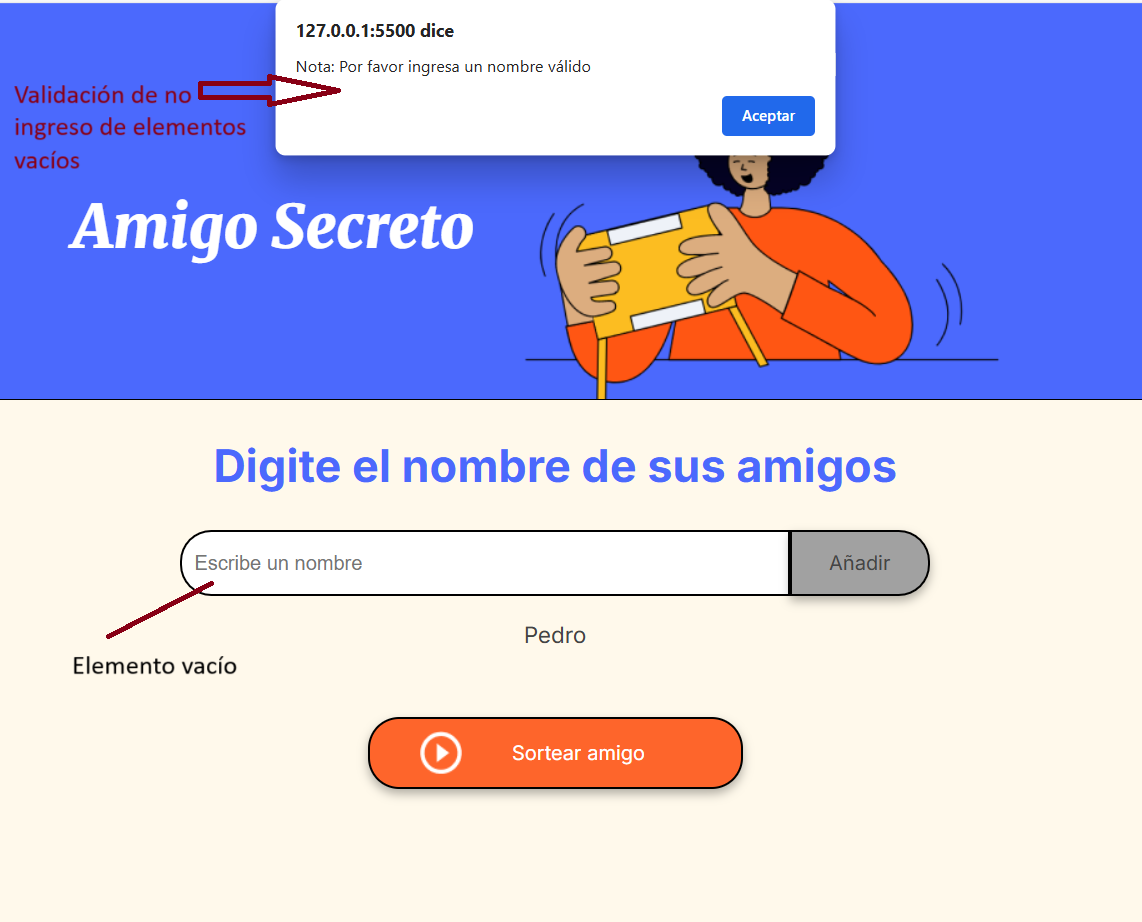 127.0.0.1:5500 dice
Nota: Por favor ingresa un nombre válido
Aceptar
Validación de no
ingreso de elementos
vacíos
Amigo Secreto
Digite el nombre de sus amigos
Escribe un nombre
Añadir
Pedro
Elemento vacío
Sortear amigo